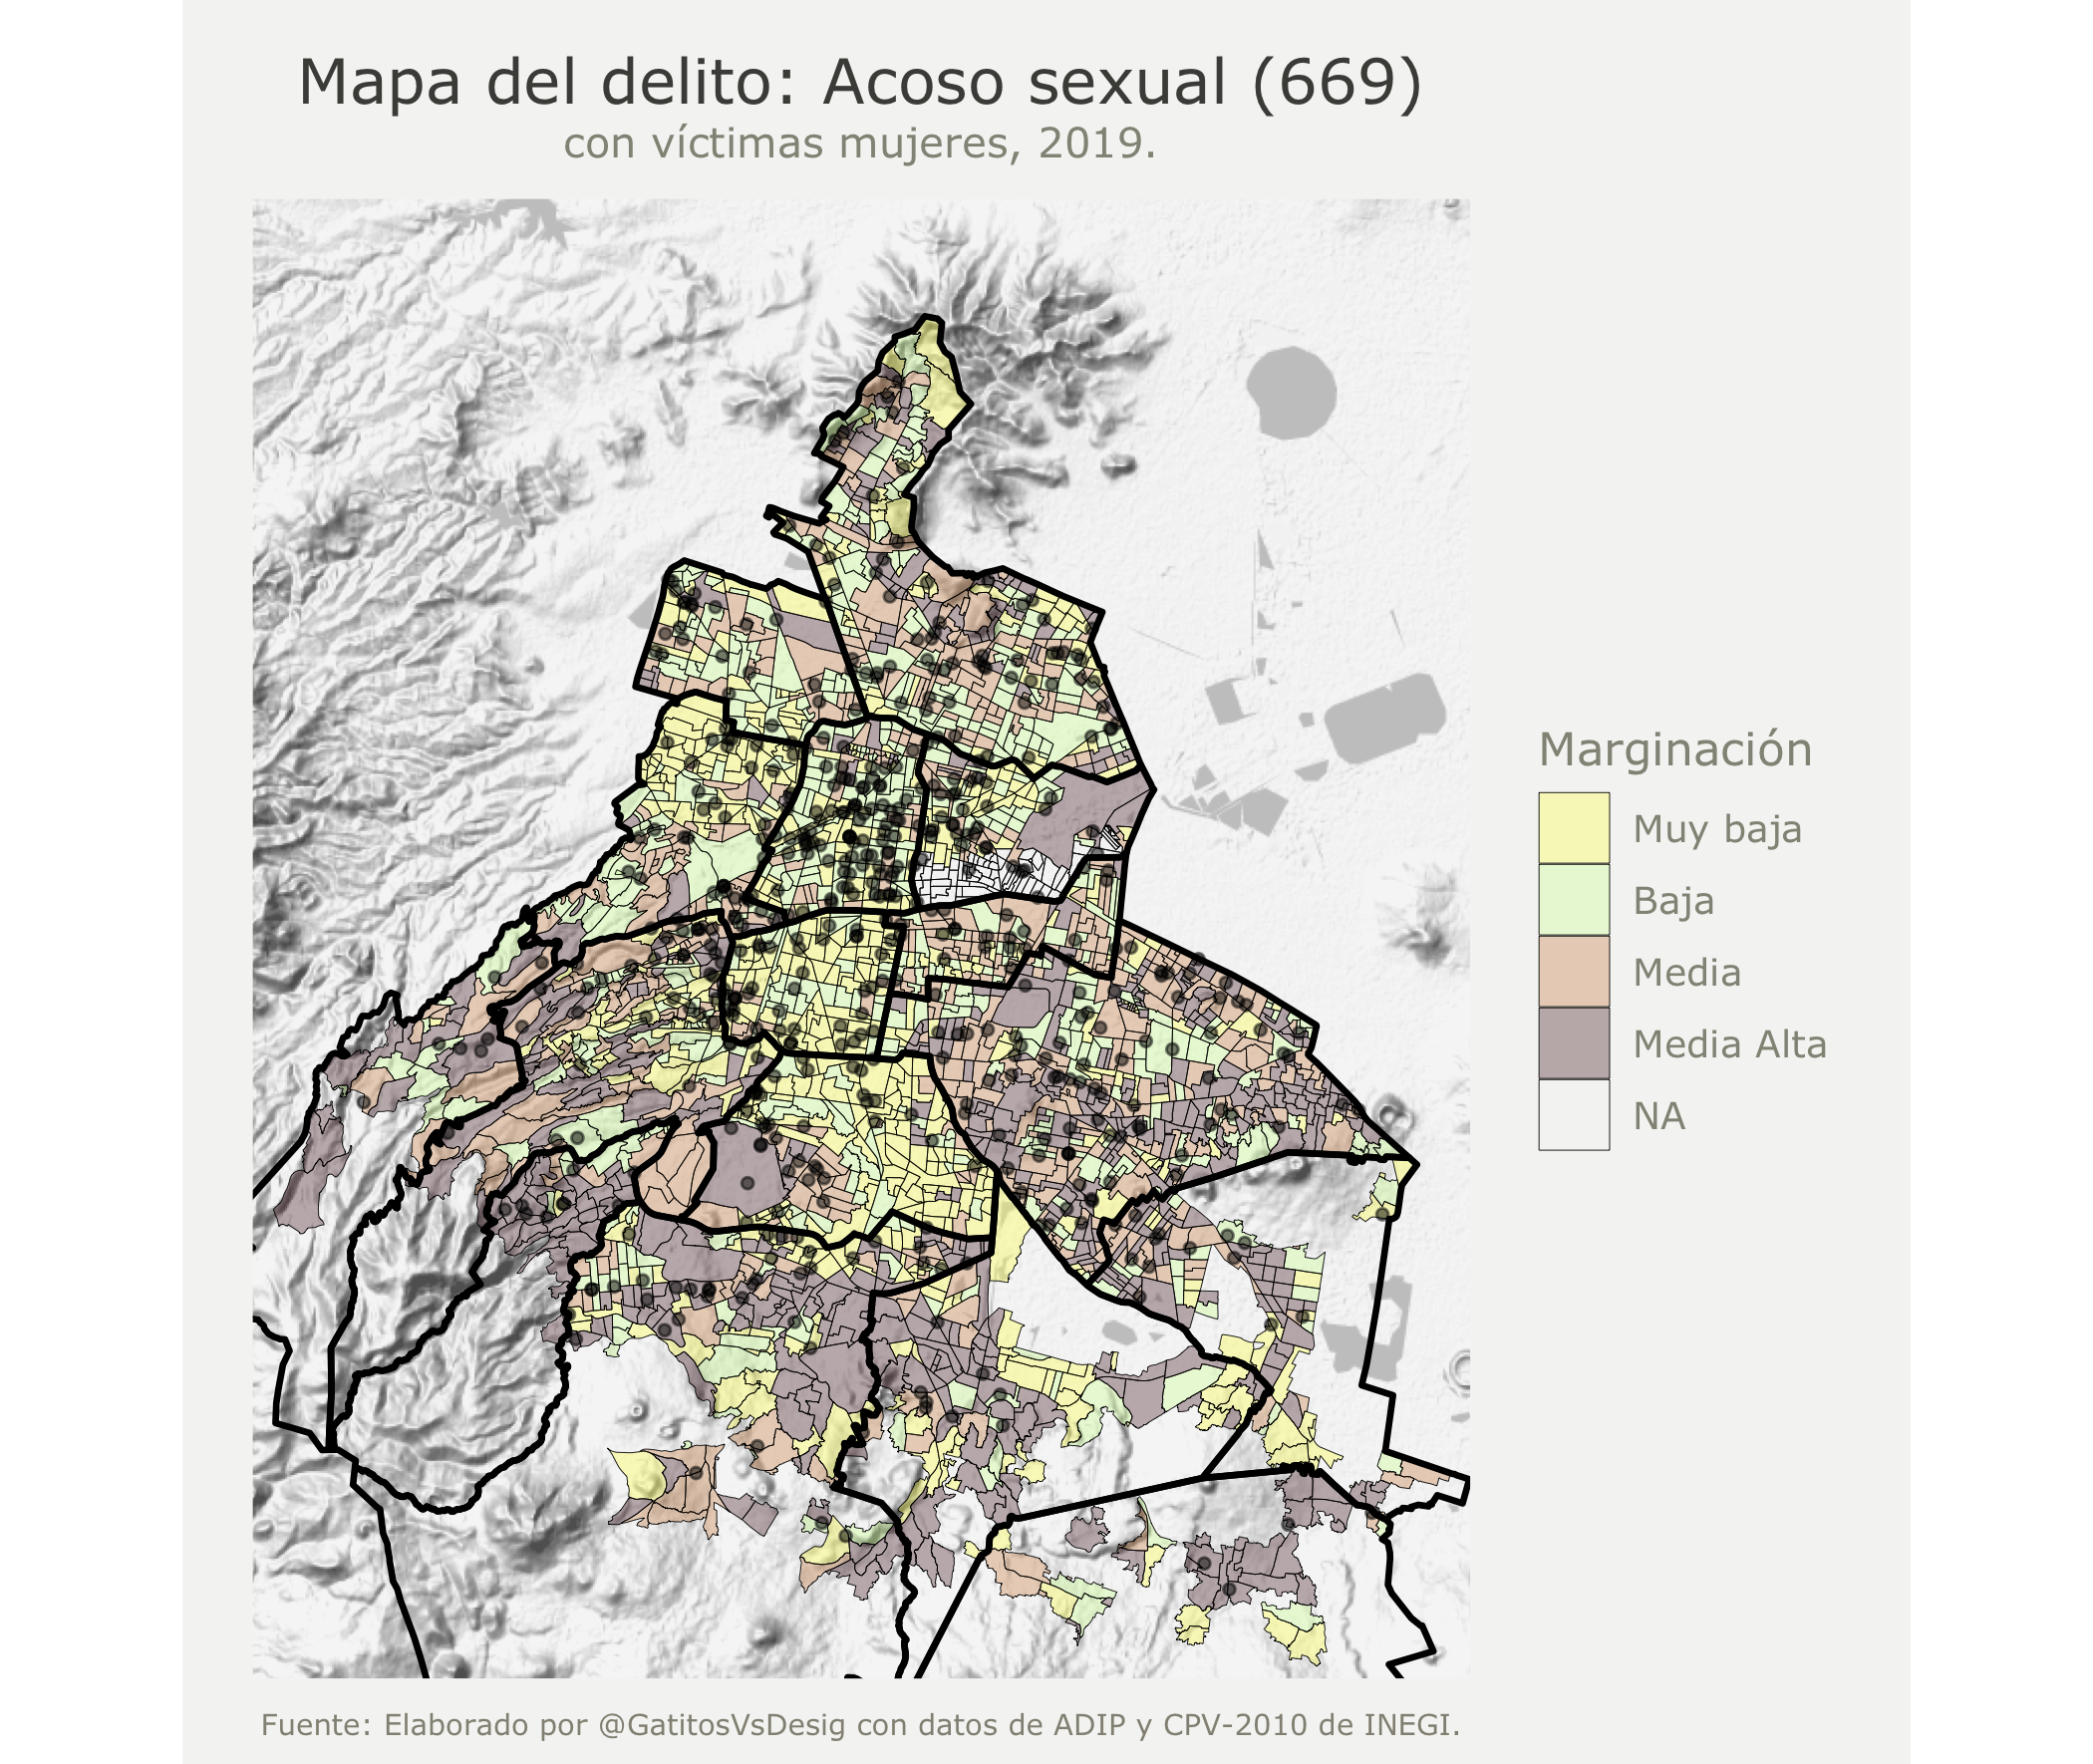 Mapa del delito: Acoso sexual (669)
con víctimas mujeres, 2019.
Marginación
Muy baja
Baja
Media
Media Alta
NA
Fuente: Elaborado por @GatitosVsDesig con datos de ADIP y CPV-2010 de INEGI.